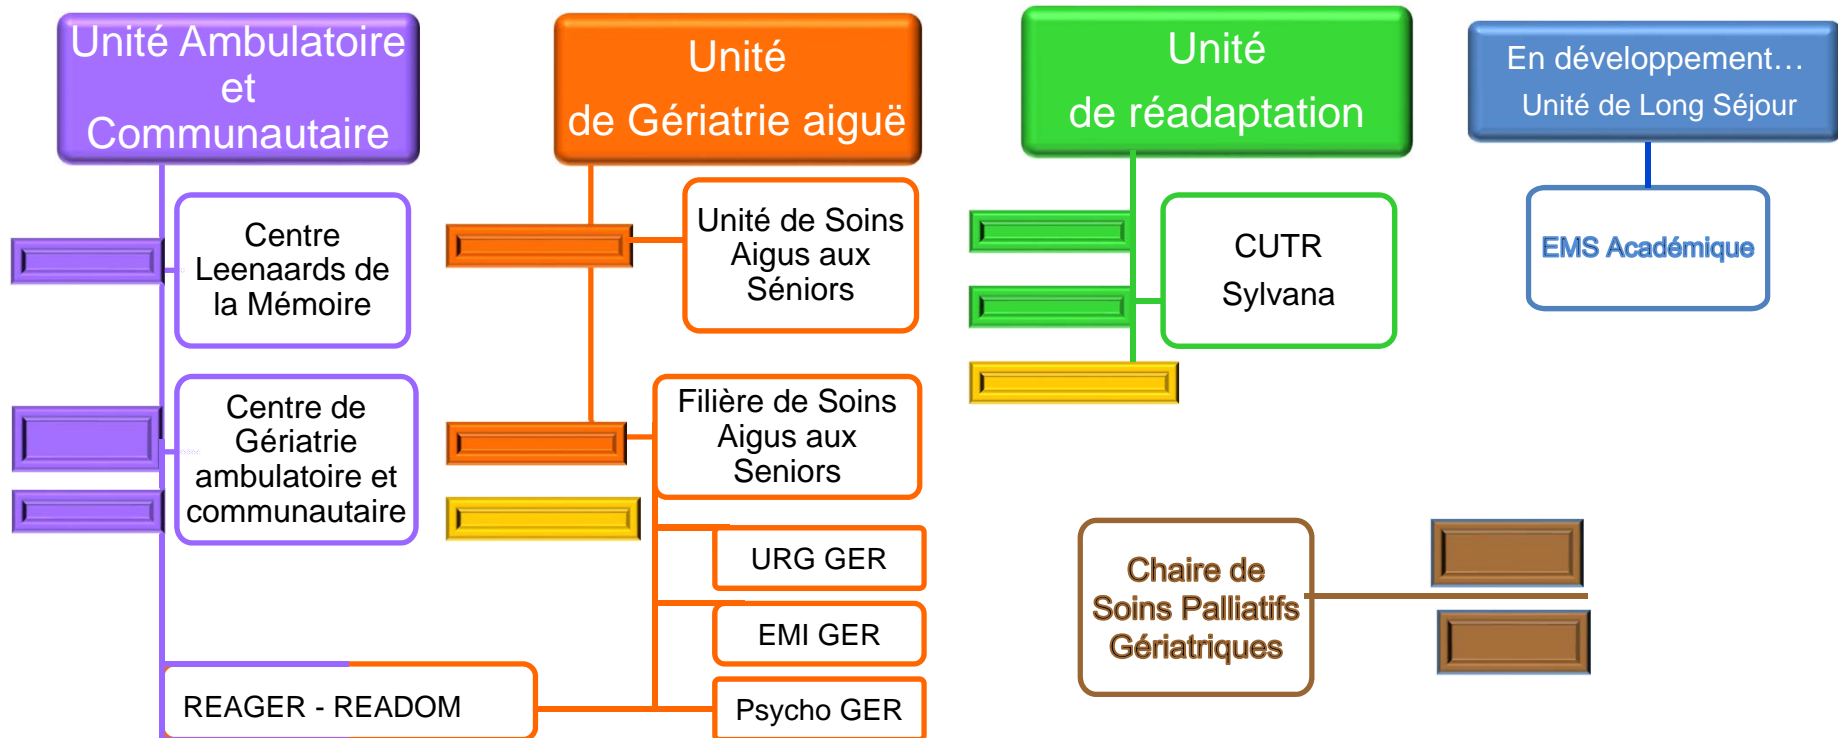 Unité Ambulatoire
et
Communautaire
Centre
Leenaards de
la Mémoire
Centre de
Gériatrie
ambulatoire et
communautaire
REAGER - READOM
Unité
de Gériatrie aiguë
Unité de Soins
Aigus aux
Séniors
Filière de Soins
Aigus aux
Seniors
URG GER
EMI GER
Psycho GER
Unité
de réadaptation
CUTR
Sylvana
En développement…
Unité de Long Séjour
EMS Académique
Chaire de
Soins Palliatifs
Gériatriques